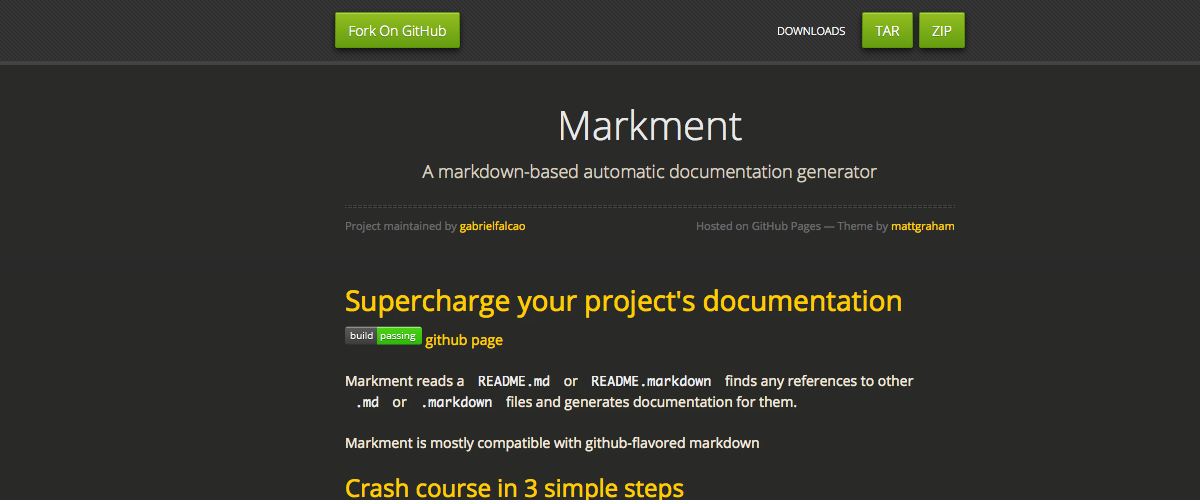 Fork On GitHub
DOWNLOADS
TAR
ZIP
Markment
A markdown-based automatic documentation generator
Project maintained by gabrielfalcao
Hosted on GitHub Pages — Theme by mattgraham
Supercharge your project's documentation
build passing github page
Markment reads a README.md or README.markdown finds any references to other
.md or .markdown files and generates documentation for them.
Markment is mostly compatible with github-flavored markdown
Crash course in 3 simple steps